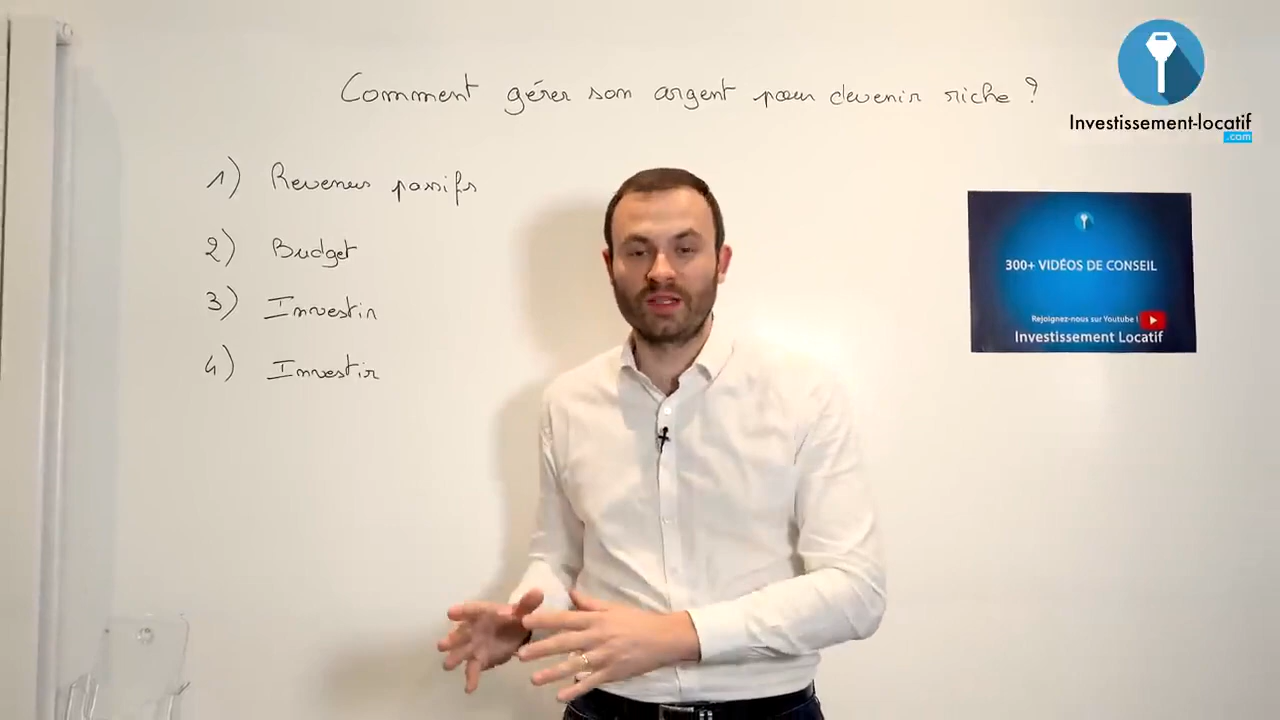 Comment gérer son argent pour devenir riche ?
Investissement-locatif
.com
1) Revenus passifs
2) Budget
3) Investir
4) Investir
300+ VIDÉOS DE CONSEIL
Rejoignez-nous sur Youtube !
Investissement Locatif